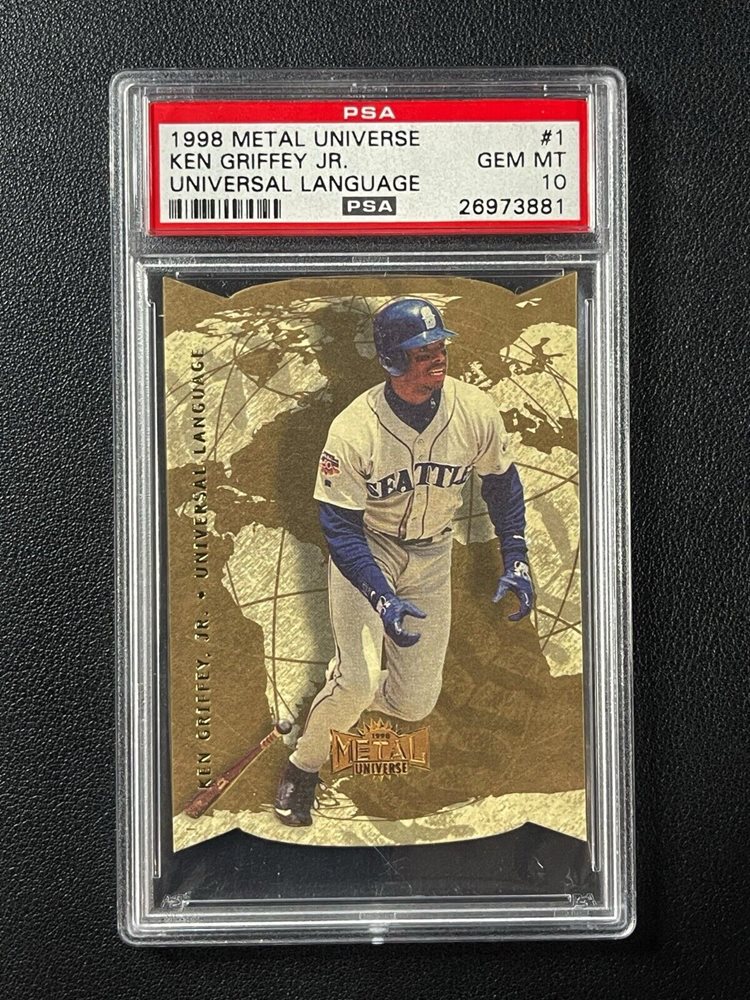 PSA
1998 METAL UNIVERSE #1
KEN GRIFFEY JR. GEM MT
UNIVERSAL LANGUAGE 10
PSA 26973881
KEN GRIFFEY, JR. • UNIVERSAL LANGUAGE
SEATTLE
1998
METAL
UNIVERSE